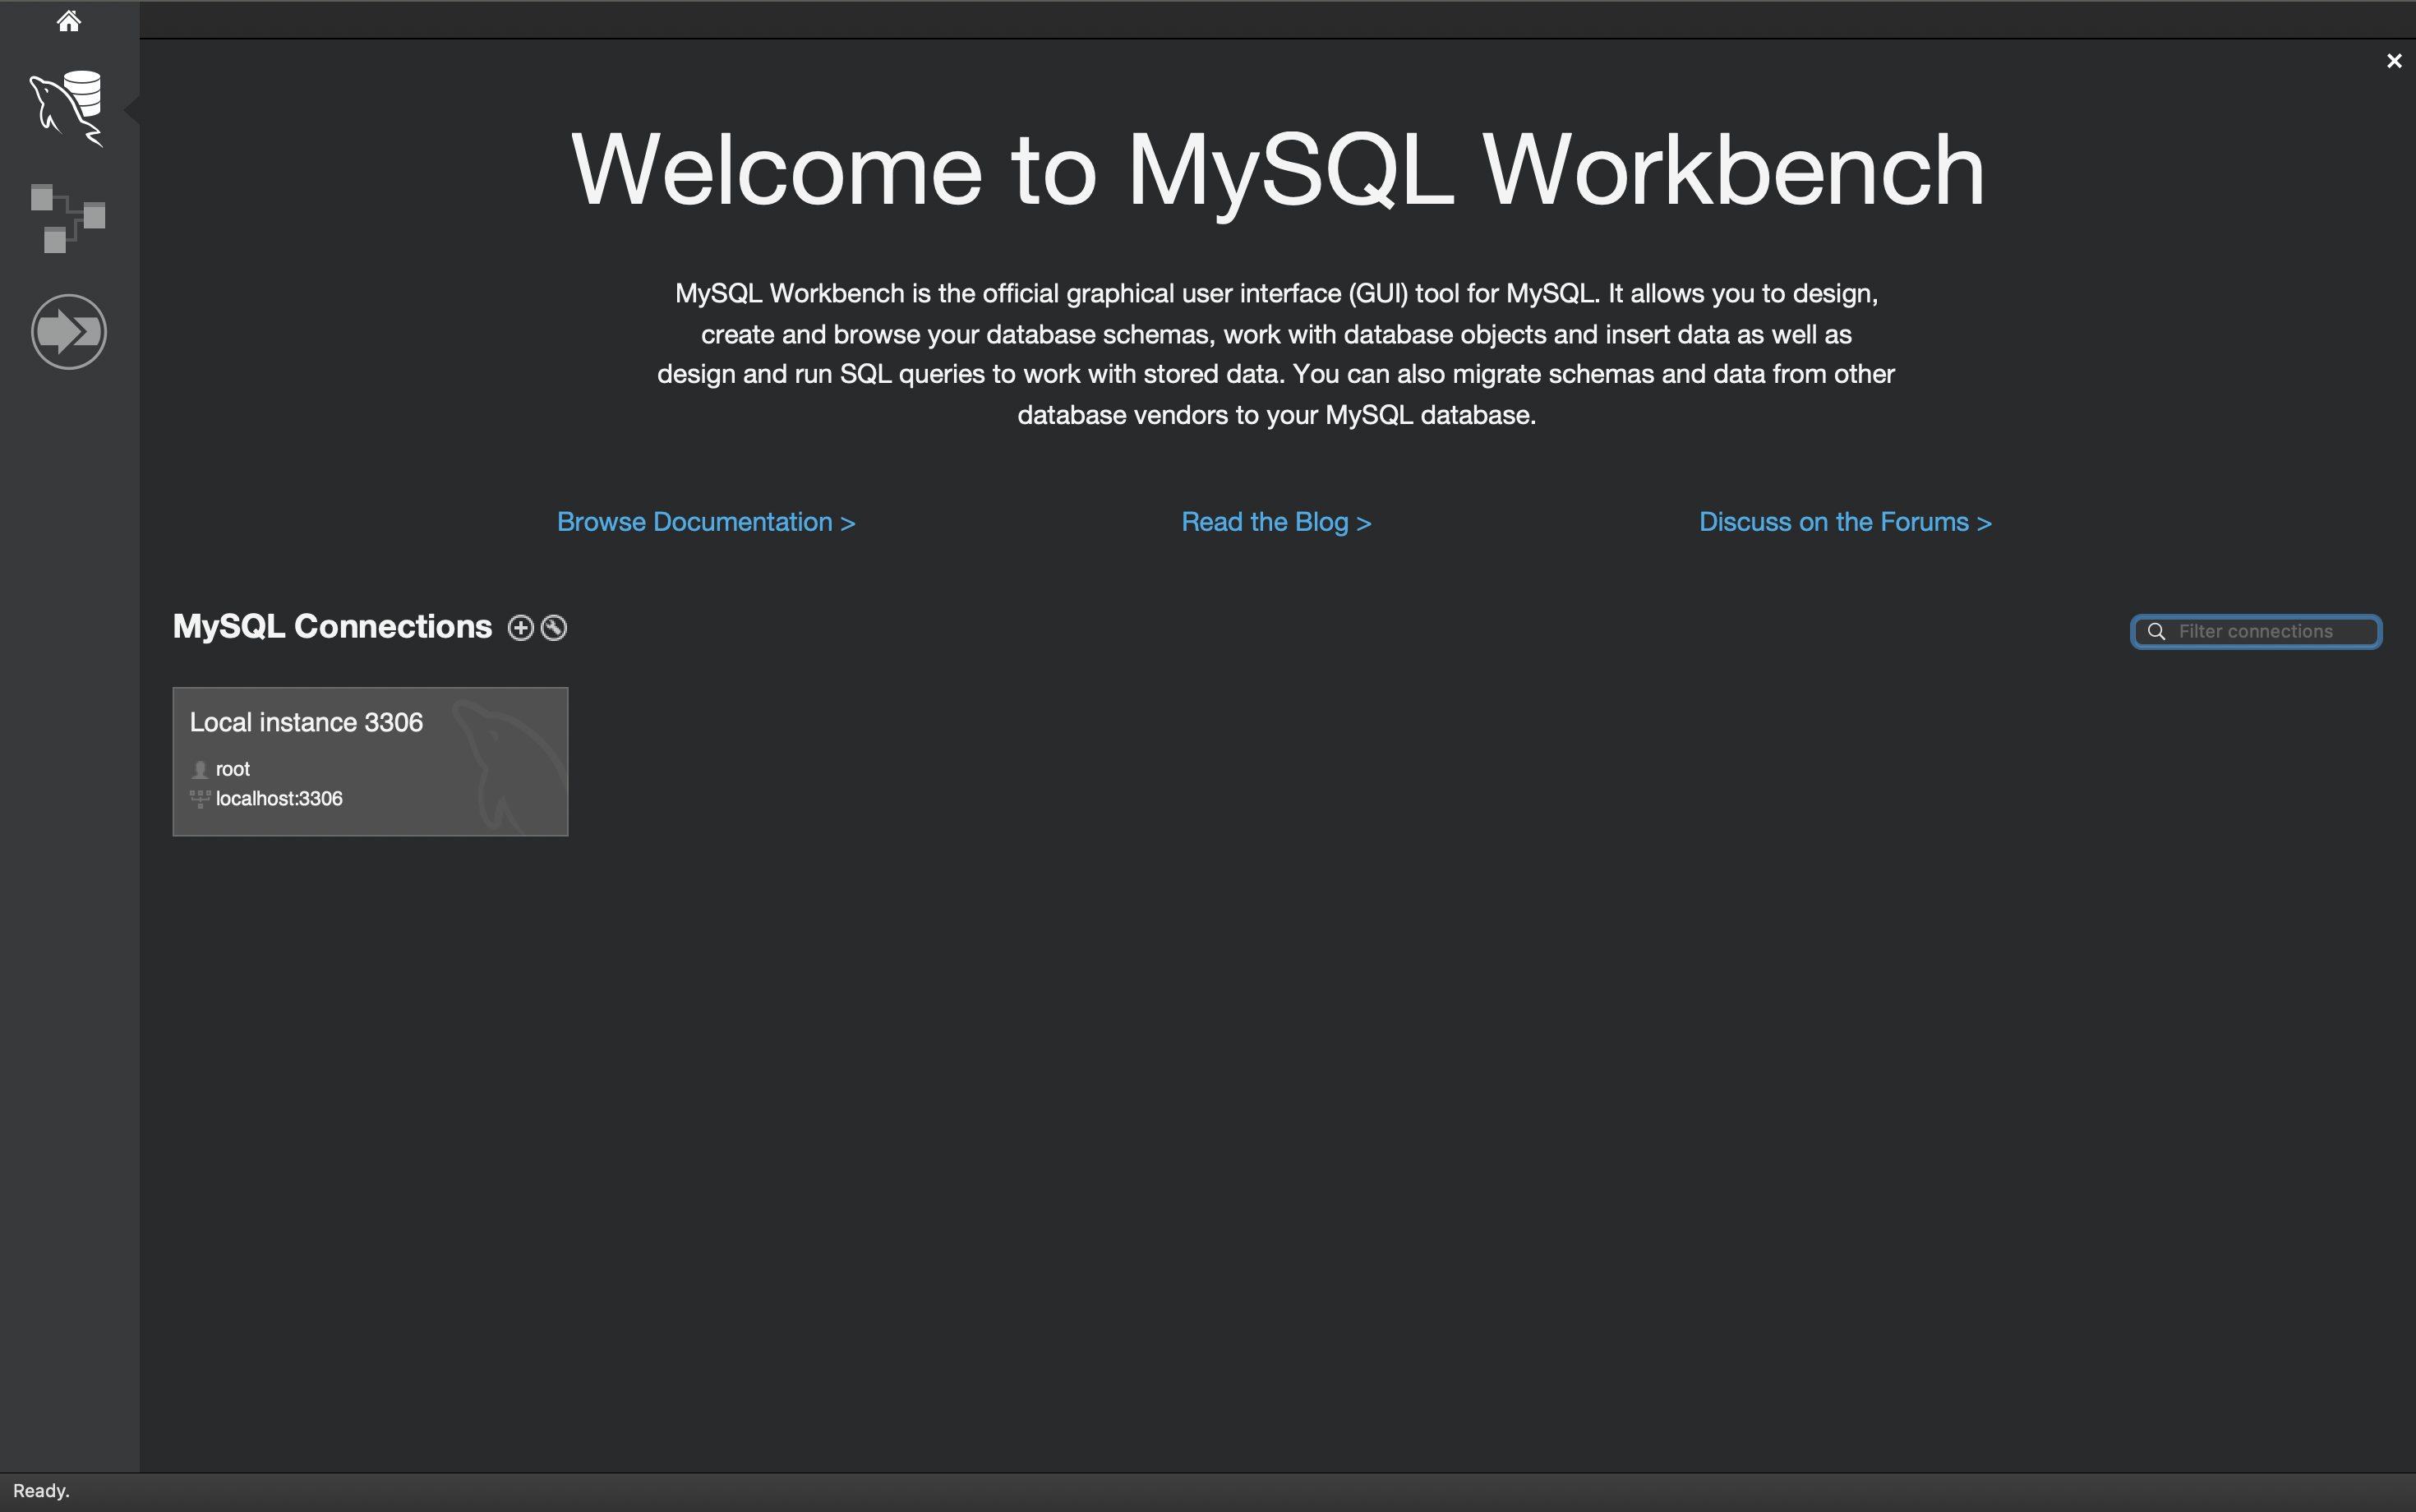 Welcome to MySQL Workbench
MySQL Workbench is the official graphical user interface (GUI) tool for MySQL. It allows you to design,
create and browse your database schemas, work with database objects and insert data as well as
design and run SQL queries to work with stored data. You can also migrate schemas and data from other
database vendors to your MySQL database.
Browse Documentation >
Read the Blog >
Discuss on the Forums >
MySQL Connections
Filter connections
Local instance 3306
root
localhost:3306
Ready.